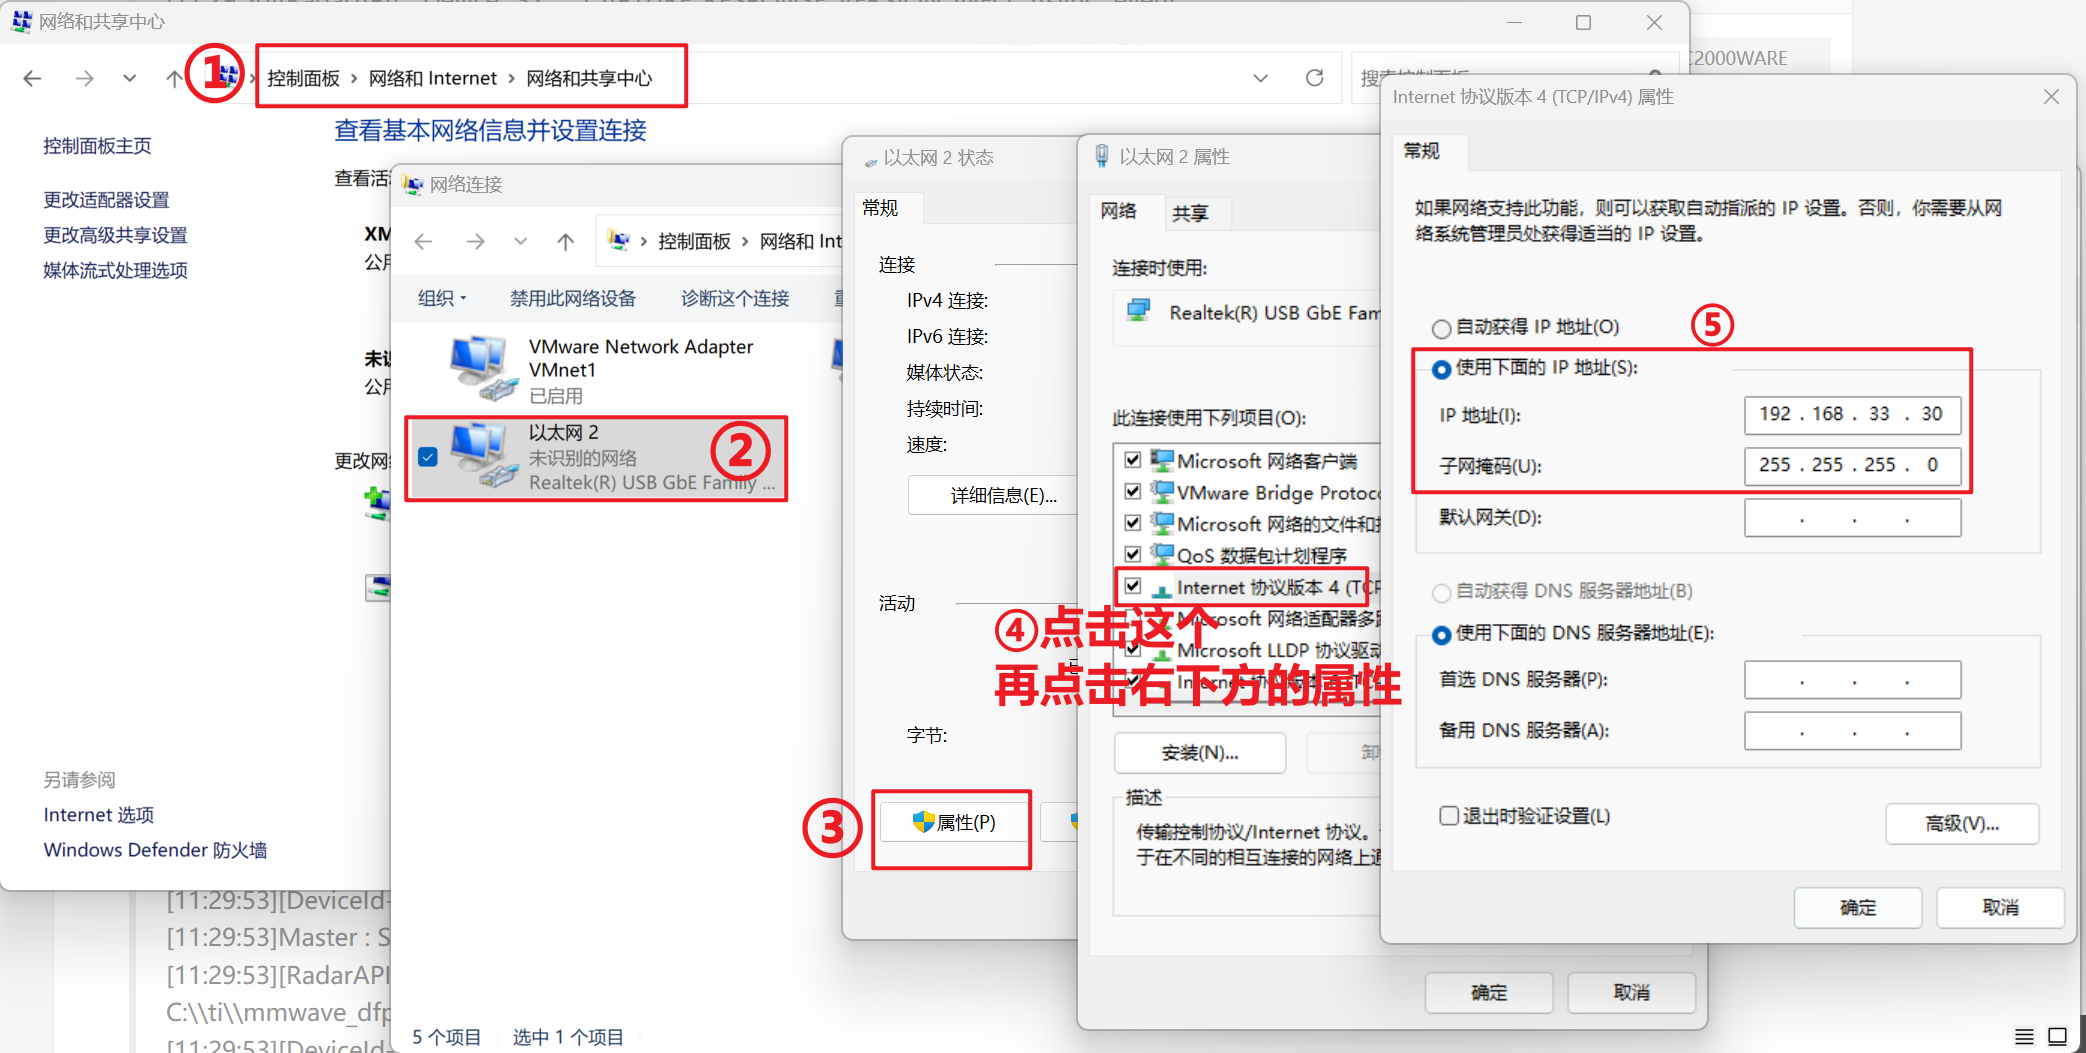 网络和共享中心
①
控制面板 › 网络和 Internet › 网络和共享中心
控制面板主页
更改适配器设置
更改高级共享设置
媒体流式处理选项
另请参阅
Internet 选项
Windows Defender 防火墙
查看基本网络信息并设置连接
查看活
XM
公用
未识
公用
更改网络
C2000WARE
网络连接
› 控制面板 › 网络和 Int
组织
禁用此网络设备
诊断这个连接
VMware Network Adapter
VMnet1
已启用
以太网 2
未识别的网络
Realtek(R) USB GbE Family ...
②
5 个项目
选中 1 个项目
以太网 2 状态
常规
连接
IPv4 连接:
IPv6 连接:
媒体状态:
持续时间:
速度:
详细信息(E)...
活动
字节:
③
属性(P)
以太网 2 属性
网络
共享
连接时使用:
Realtek(R) USB GbE Fam
此连接使用下列项目(O):
Microsoft 网络客户端
VMware Bridge Protoco
Microsoft 网络的文件和打
QoS 数据包计划程序
Internet 协议版本 4 (TCP
Microsoft 网络适配器多路
Microsoft LLDP 协议驱动
Internet 协议版本 6 (TCP
④点击这个
再点击右下方的属性
安装(N)...
卸
描述
传输控制协议/Internet 协议。
于在不同的相互连接的网络上通
确定
取消
Internet 协议版本 4 (TCP/IPv4) 属性
常规
如果网络支持此功能，则可以获取自动指派的 IP 设置。否则，你需要从网
络系统管理员处获得适当的 IP 设置。
自动获得 IP 地址(O)
⑤
使用下面的 IP 地址(S):
IP 地址(I):
192 . 168 . 33 . 30
子网掩码(U):
255 . 255 . 255 . 0
默认网关(D):
. . .
自动获得 DNS 服务器地址(B)
使用下面的 DNS 服务器地址(E):
首选 DNS 服务器(P):
. . .
备用 DNS 服务器(A):
. . .
退出时验证设置(L)
高级(V)...
确定
取消
[11:29:53][DeviceId-
[11:29:53]Master : S
[11:29:53][RadarAPI
C:\\ti\\mmwave_dfp
[11:29:53][DeviceId-